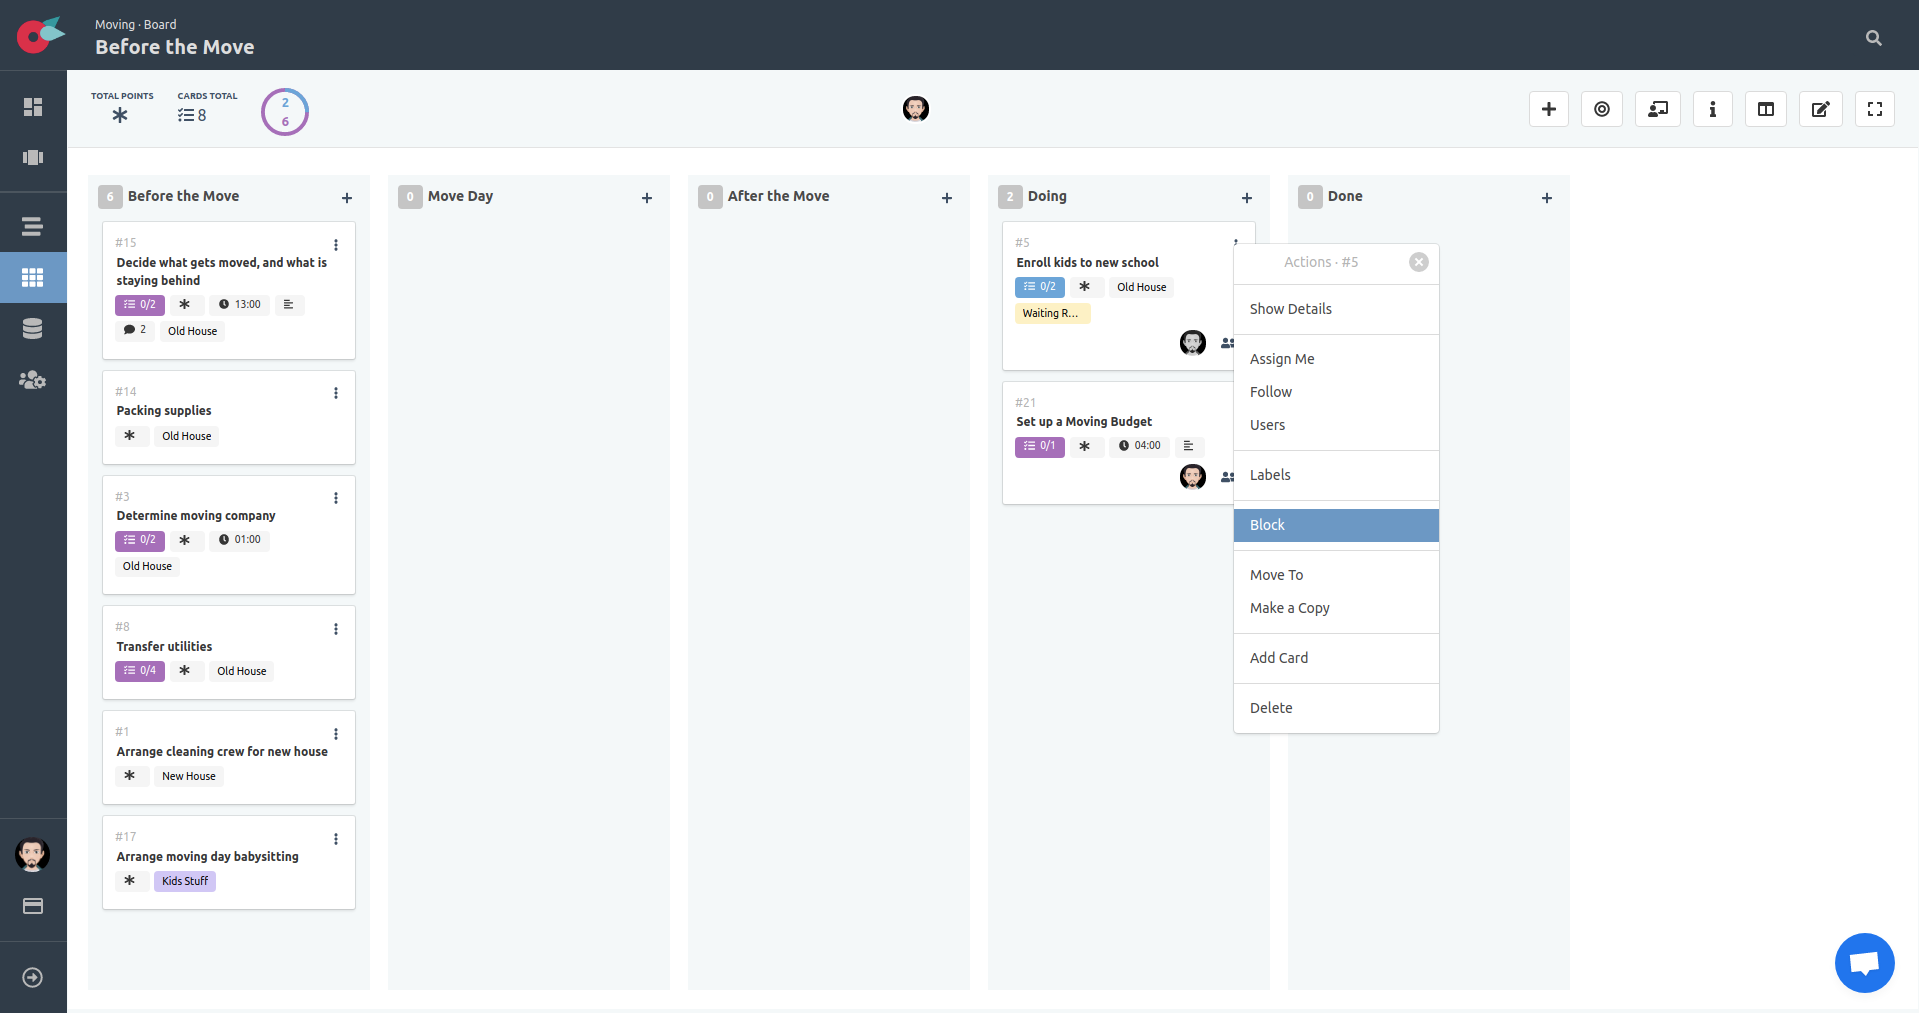 Moving · Board
Before the Move
TOTAL POINTS
CARDS TOTAL
8
2
6
6 Before the Move
#15
Decide what gets moved, and what is
staying behind
0/2
13:00
2
Old House
#14
Packing supplies
Old House
#3
Determine moving company
0/2
01:00
Old House
#8
Transfer utilities
0/4
Old House
#1
Arrange cleaning crew for new house
New House
#17
Arrange moving day babysitting
Kids Stuff
0 Move Day
0 After the Move
2 Doing
#5
Enroll kids to new school
0/2
Old House
Waiting R...
#21
Set up a Moving Budget
0/1
04:00
0 Done
Actions · #5
Show Details
Assign Me
Follow
Users
Labels
Block
Move To
Make a Copy
Add Card
Delete